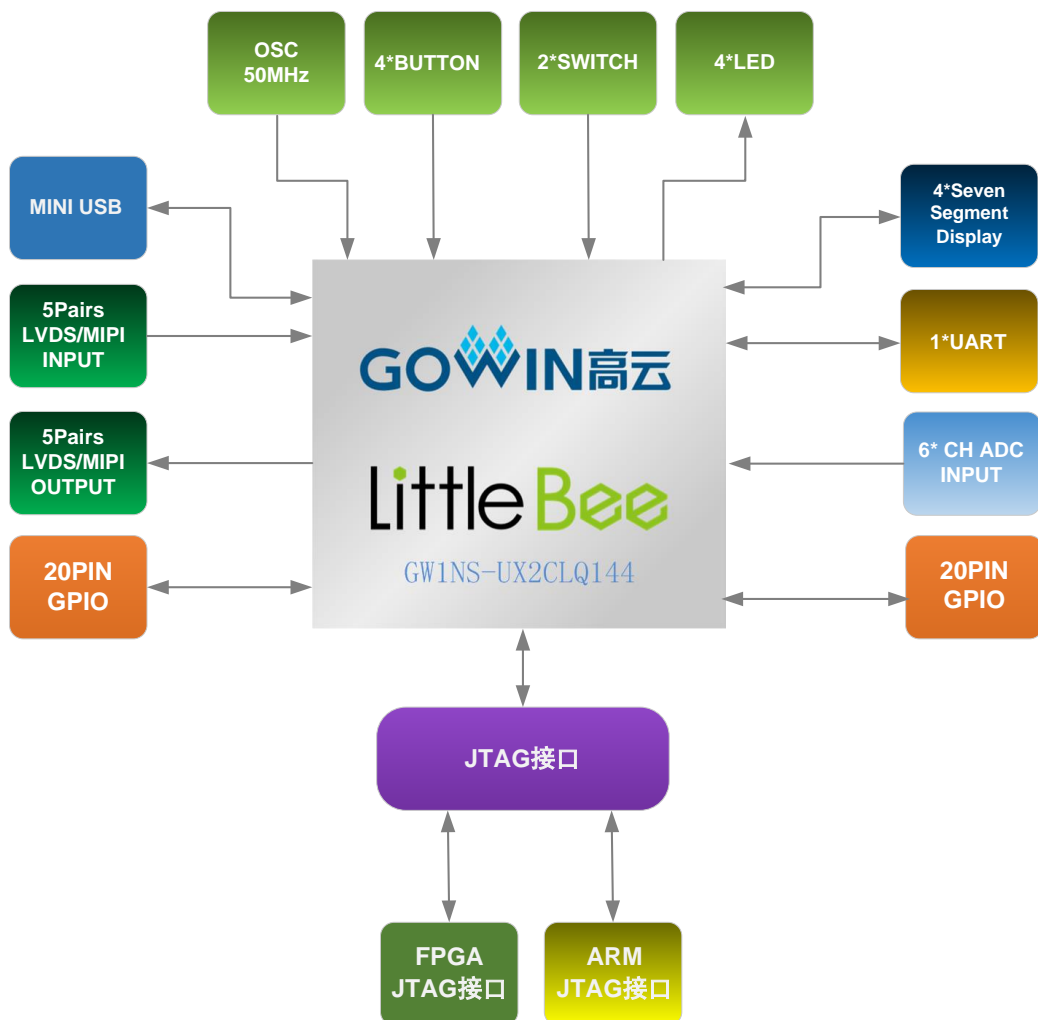 OSC
50MHz
4*BUTTON
2*SWITCH
4*LED
MINI USB
4*Seven
Segment
Display
5Pairs
LVDS/MIPI
INPUT
1*UART
GOWIN高云
5Pairs
LVDS/MIPI
OUTPUT
6* CH ADC
INPUT
LittleBee
GW1NS-UX2CLQ144
20PIN
GPIO
20PIN
GPIO
JTAG接口
FPGA
JTAG接口
ARM
JTAG接口